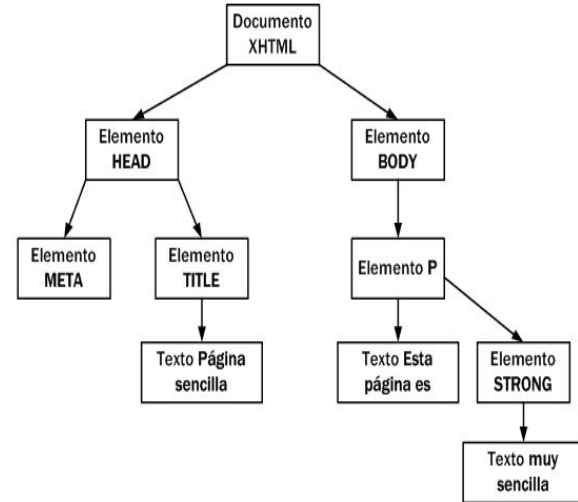 Documento
XHTML
Elemento
HEAD
Elemento
BODY
Elemento
META
Elemento
TITLE
Elemento P
Texto Página
sencilla
Texto Esta
página es
Elemento
STRONG
Texto muy
sencilla